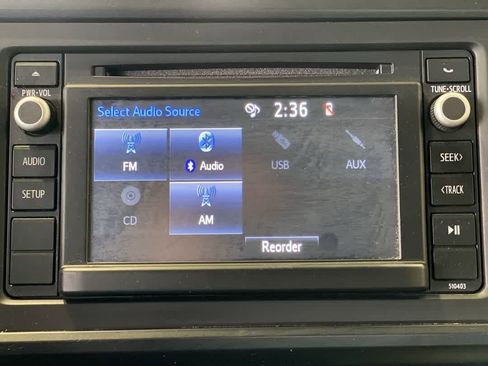 PWR•VOL
TUNE•SCROLL
Select Audio Source
2:36
FM
Audio
USB
AUX
CD
AM
Reorder
AUDIO
SETUP
SEEK>
<TRACK
510403